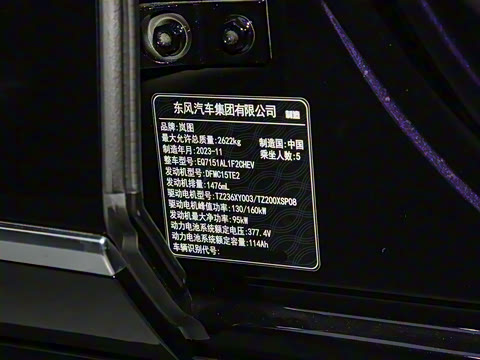 东风汽车集团有限公司 制造
品牌:岚图
最大允许总质量:2622kg 制造国:中国
制造年月:2023-11 乘坐人数:5
整车型号:EQ7151AL1F2CHEV
发动机型号:DFMC15TE2
发动机排量:1476mL
驱动电机型号:TZ236XY003/TZ200XSPOB
驱动电机峰值功率:130/160kW
发动机最大净功率:95kW
动力电池系统额定电压:377.4V
动力电池系统额定容量:114Ah
车辆识别代号: